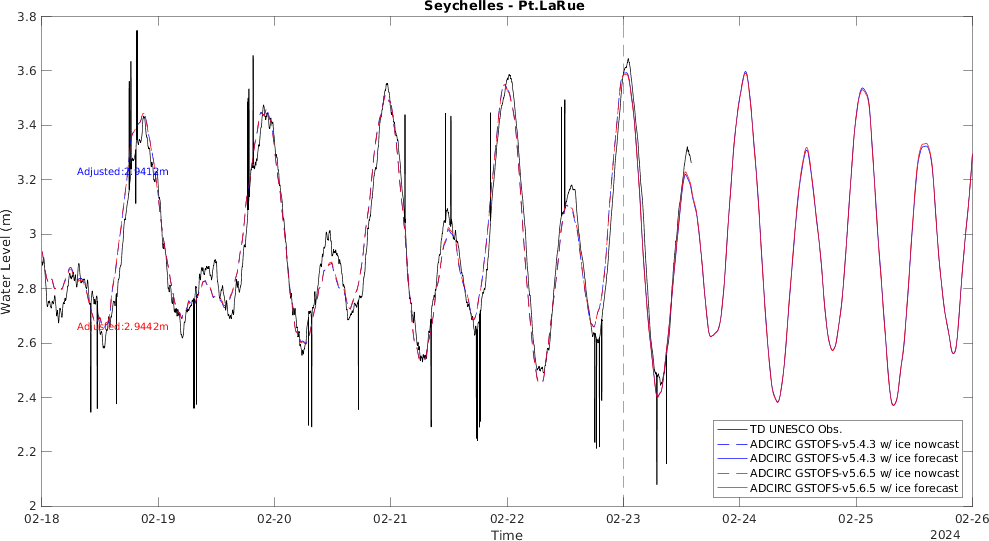 Seychelles - Pt.LaRue
3.8
3.6
3.4
3.2
3
2.8
2.6
2.4
2.2
2
Water Level (m)
Adjusted:2.9412m
Adjusted:2.9442m
TD UNESCO Obs.
ADCIRC GSTOFS-v5.4.3 w/ ice nowcast
ADCIRC GSTOFS-v5.4.3 w/ ice forecast
ADCIRC GSTOFS-v5.6.5 w/ ice nowcast
ADCIRC GSTOFS-v5.6.5 w/ ice forecast
02-18 02-19 02-20 02-21 02-22 02-23 02-24 02-25 02-26
Time
2024